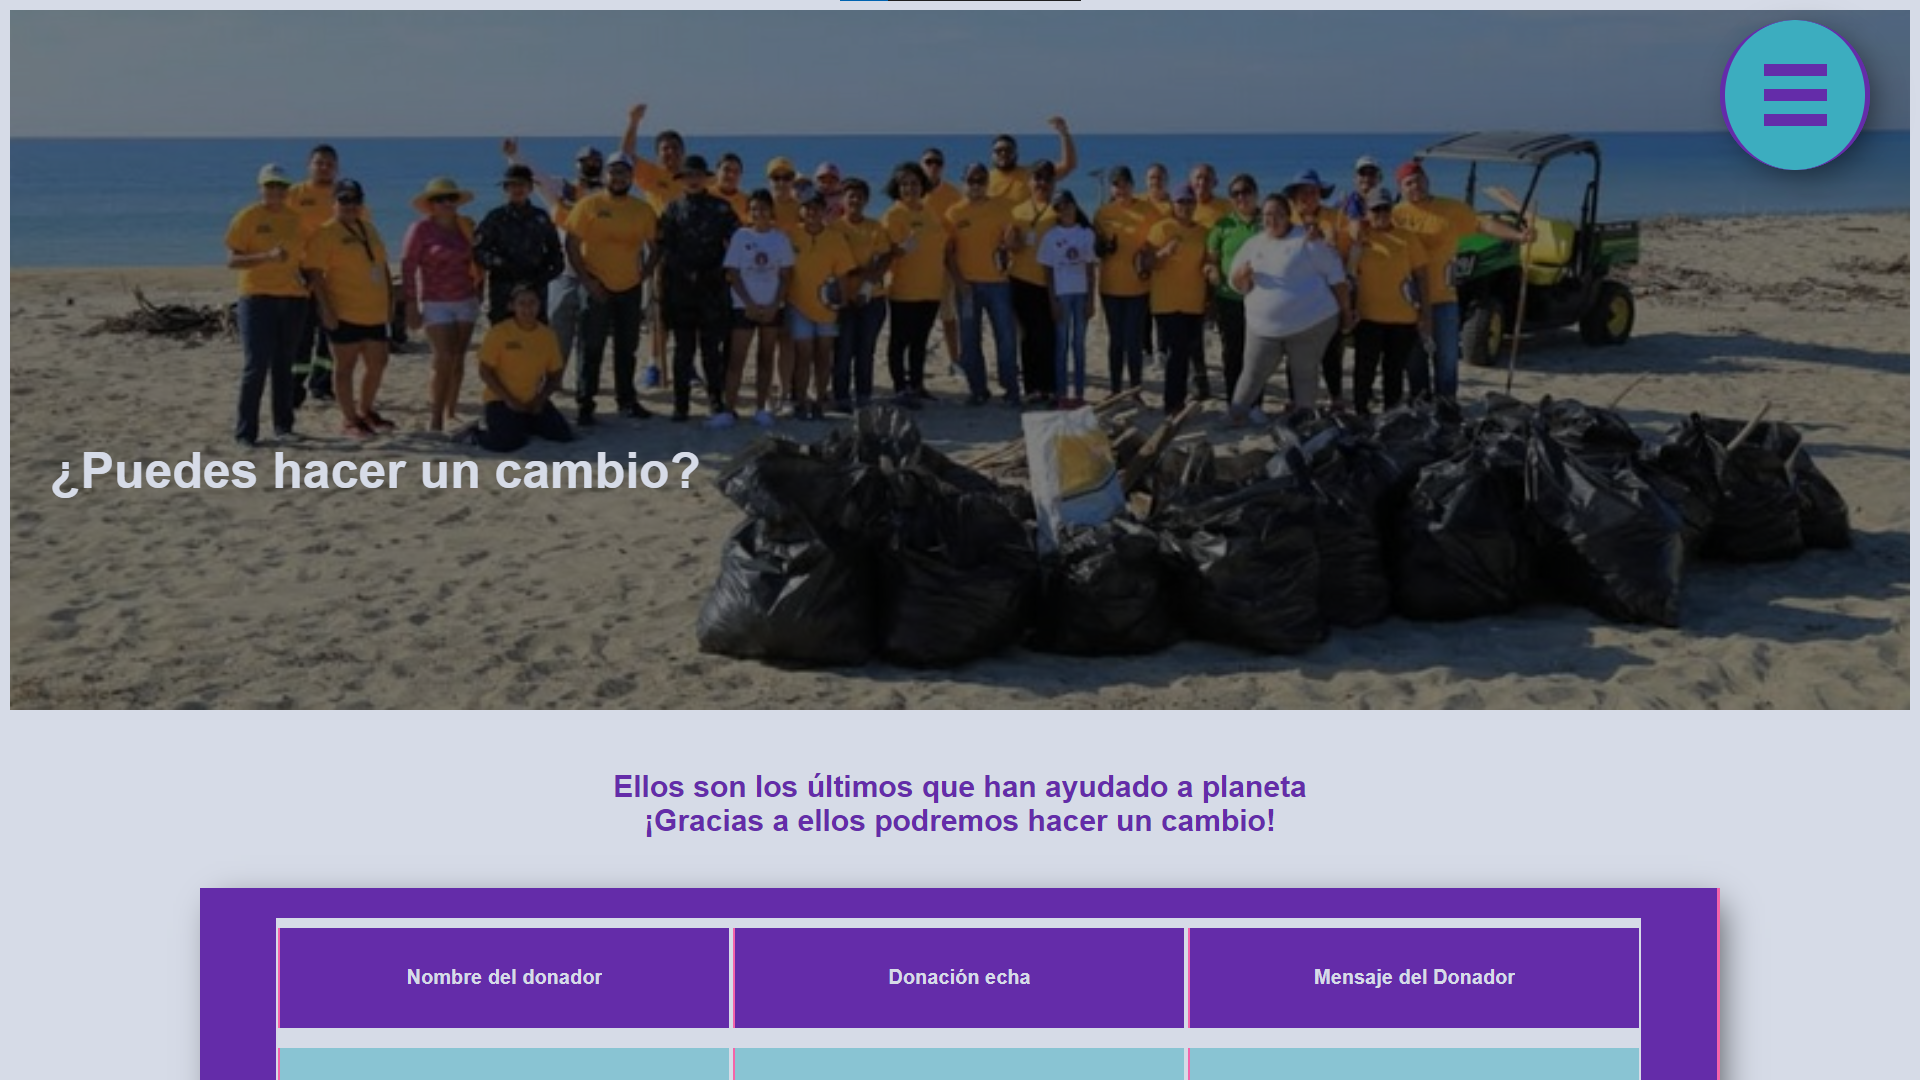 ¿Puedes hacer un cambio?
Ellos son los últimos que han ayudado a planeta
¡Gracias a ellos podremos hacer un cambio!
Nombre del donador
Donación echa
Mensaje del Donador